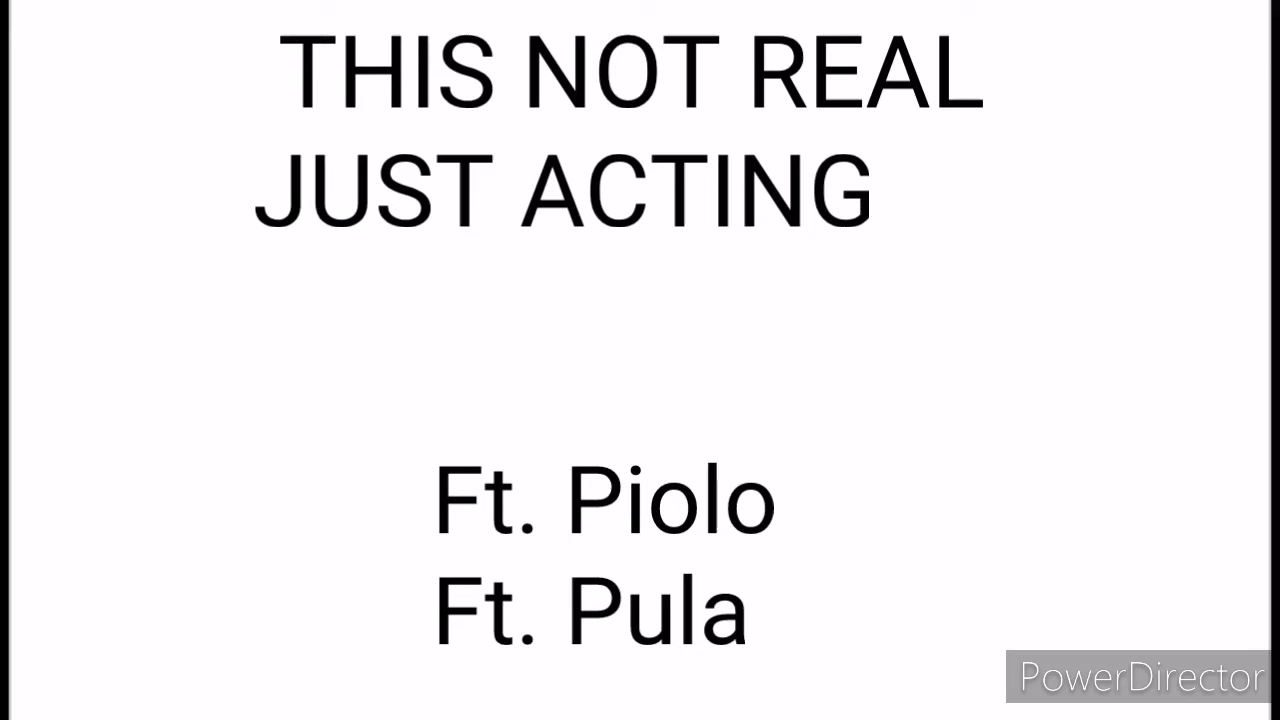 THIS NOT REAL
JUST ACTING
Ft. Piolo
Ft. Pula
PowerDirector